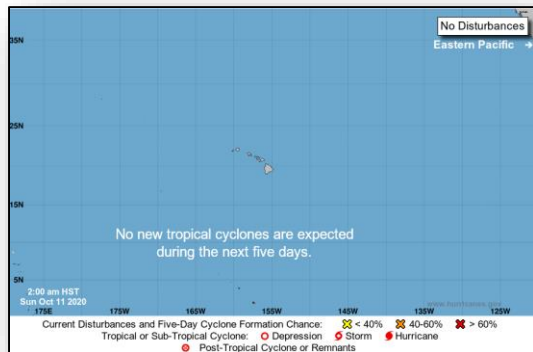 No Disturbances
35N
Eastern Pacific →
25N
15N
No new tropical cyclones are expected
during the next five days.
5N
2:00 am HST
Sun Oct 11 2020
www.hurricanes.gov
175E 175W 165W 155W 145W 135W 125W
Current Disturbances and Five-Day Cyclone Formation Chance: < 40% 40-60% > 60%
Tropical or Sub-Tropical Cyclone: Depression Storm Hurricane
Post-Tropical Cyclone or Remnants